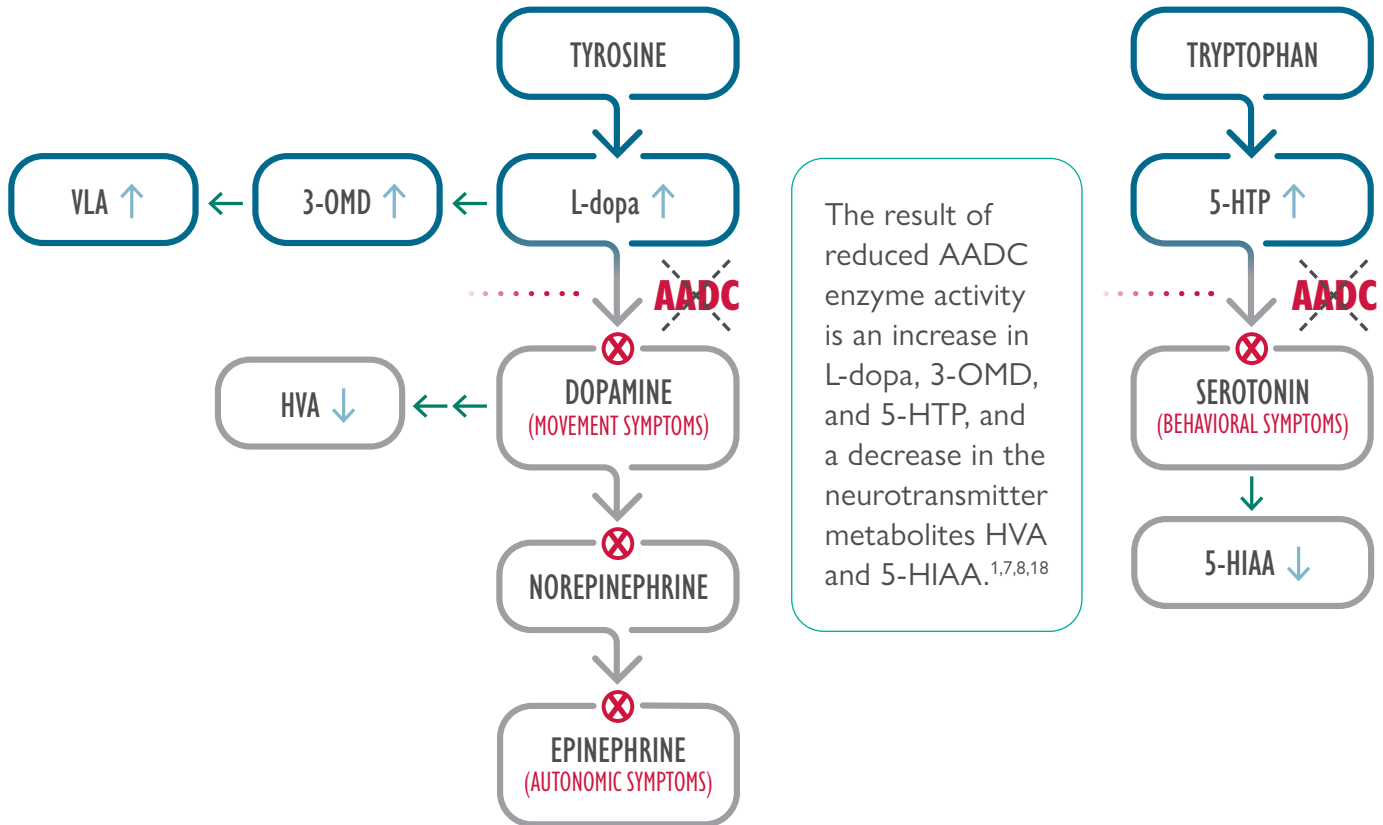 TYROSINE
TRYPTOPHAN
VLA ↑
3-OMD ↑
L-dopa ↑
5-HTP ↑
AADC
AADC
The result of
reduced AADC
enzyme activity
is an increase in
L-dopa, 3-OMD,
and 5-HTP, and
a decrease in the
neurotransmitter
metabolites HVA
and 5-HIAA.1,7,8,18
HVA ↓
DOPAMINE
(MOVEMENT SYMPTOMS)
SEROTONIN
(BEHAVIORAL SYMPTOMS)
NOREPINEPHRINE
5-HIAA ↓
EPINEPHRINE
(AUTONOMIC SYMPTOMS)